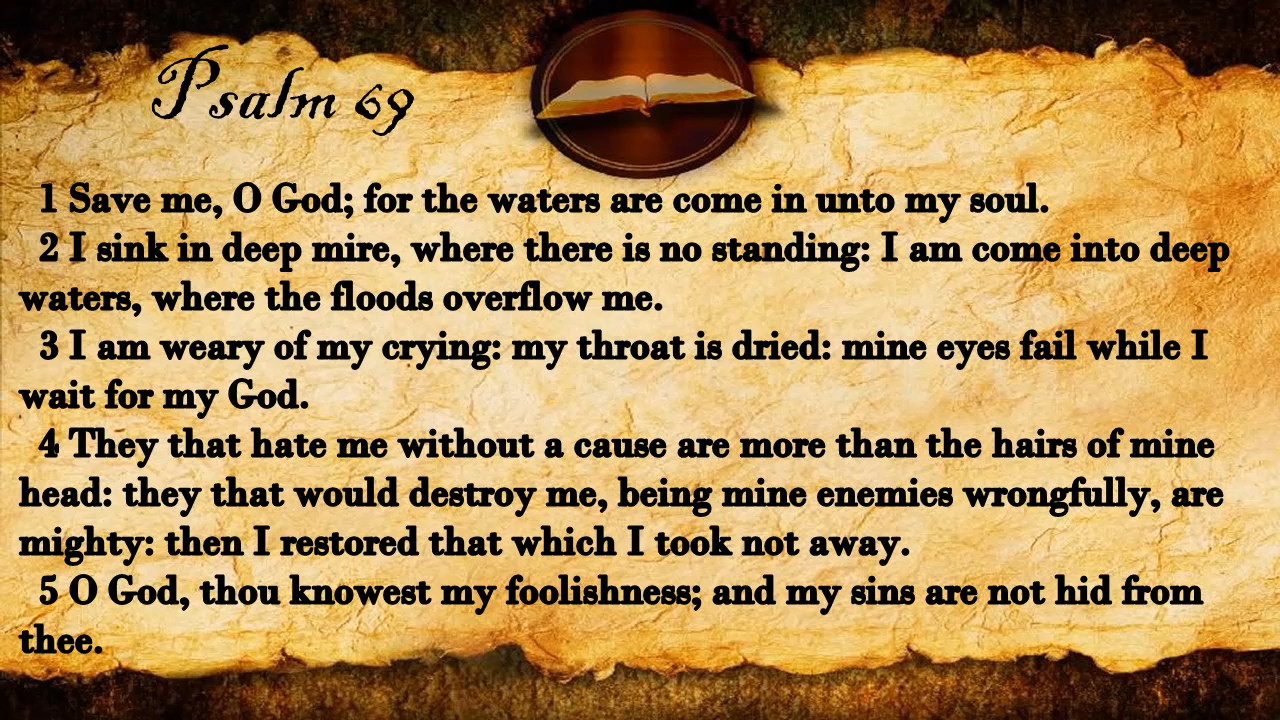 Psalm 69
1 Save me, O God; for the waters are come in unto my soul.
2 I sink in deep mire, where there is no standing: I am come into deep
waters, where the floods overflow me.
3 I am weary of my crying: my throat is dried: mine eyes fail while I
wait for my God.
4 They that hate me without a cause are more than the hairs of mine
head: they that would destroy me, being mine enemies wrongfully, are
mighty: then I restored that which I took not away.
5 O God, thou knowest my foolishness; and my sins are not hid from
thee.